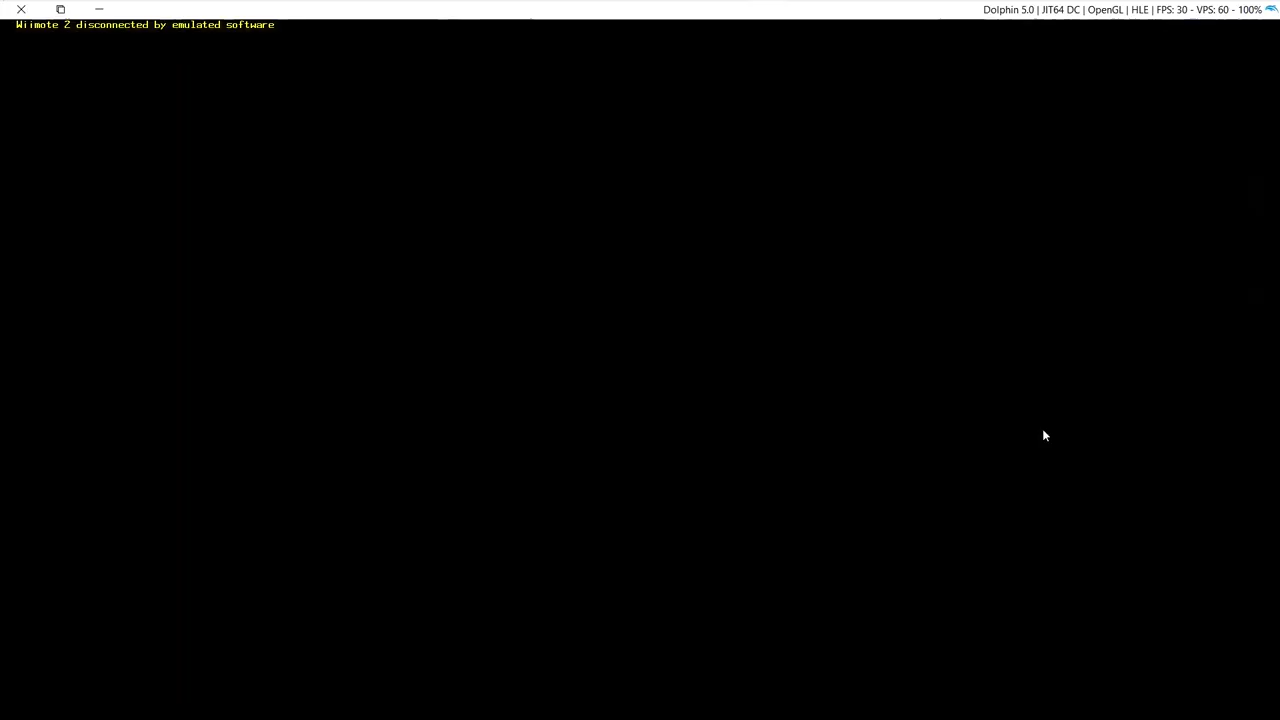 Dolphin 5.0 | JIT64 DC | OpenGL | HLE | FPS: 30 - VPS: 60 - 100%
Wiimote 2 disconnected by emulated software